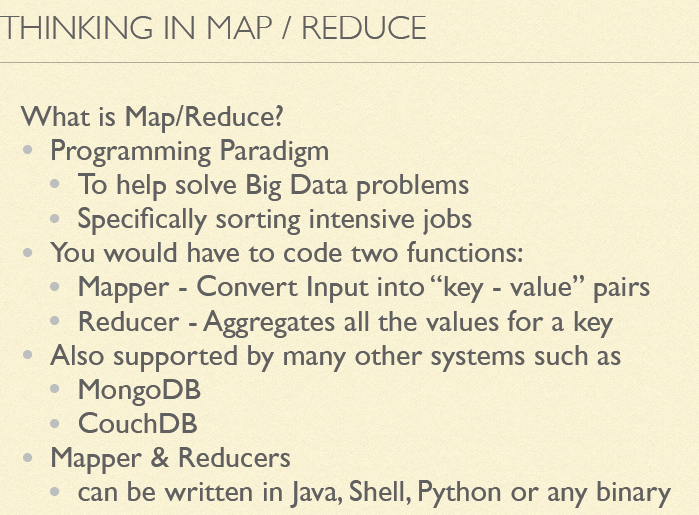 THINKING IN MAP / REDUCE
What is Map/Reduce?
• Programming Paradigm
• To help solve Big Data problems
• Specifically sorting intensive jobs
• You would have to code two functions:
• Mapper - Convert Input into “key - value” pairs
• Reducer - Aggregates all the values for a key
• Also supported by many other systems such as
• MongoDB
• CouchDB
• Mapper & Reducers
• can be written in Java, Shell, Python or any binary